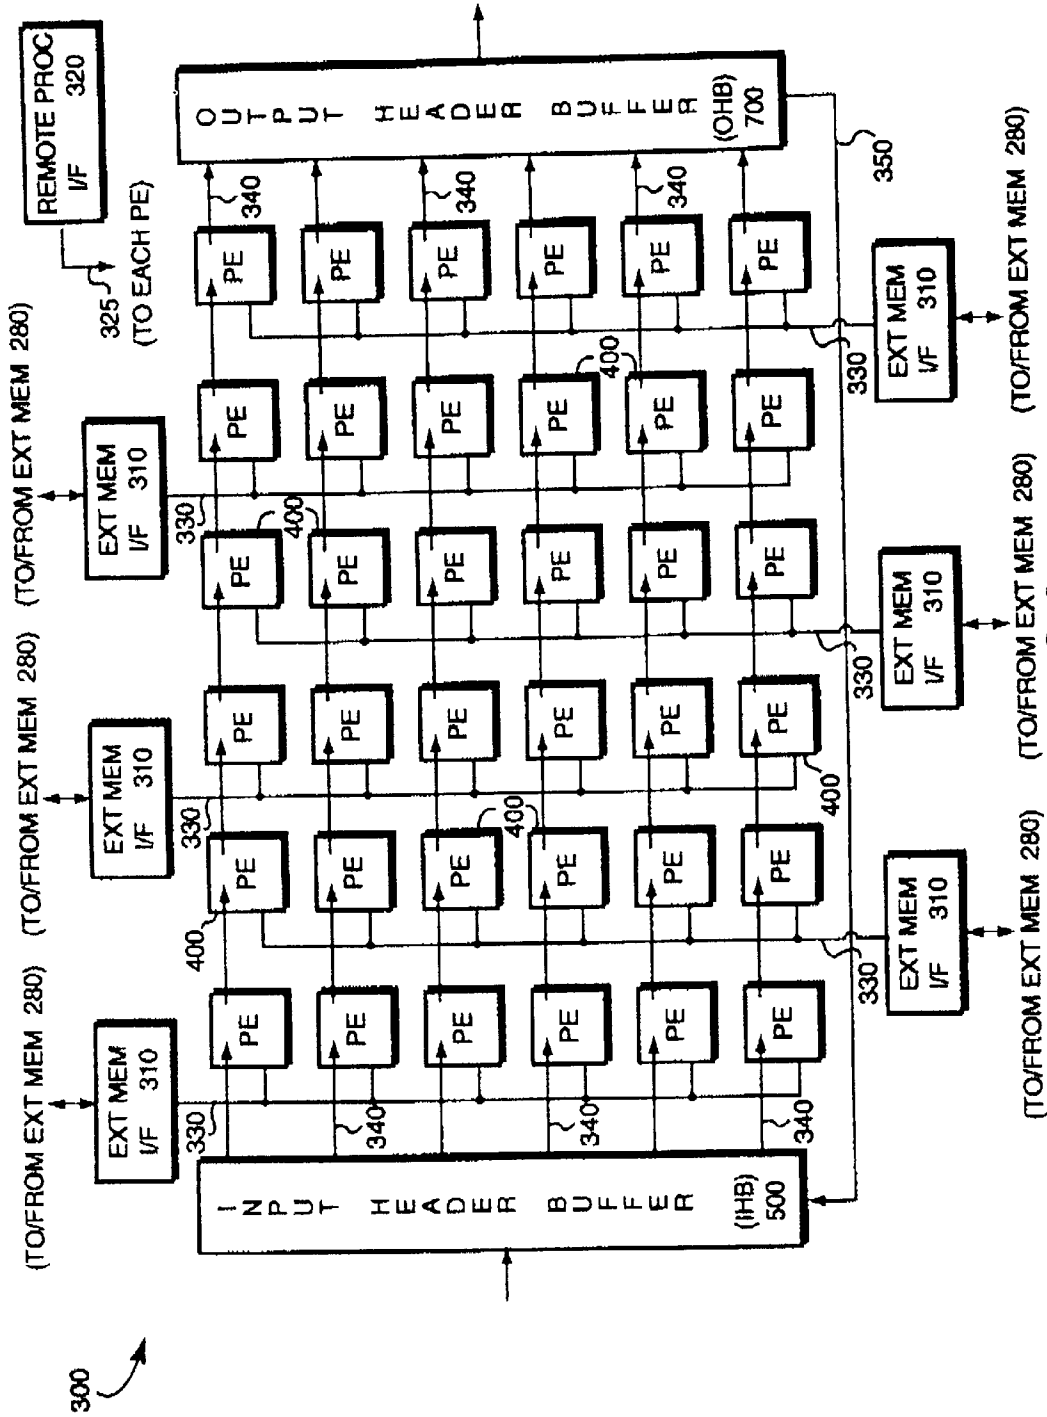 300
(TO/FROM EXT MEM 280)
(TO/FROM EXT MEM 280)
(TO/FROM EXT MEM 280)
REMOTE PROC
I/F 320
325
(TO EACH PE)
EXT MEM
I/F 310
EXT MEM
I/F 310
EXT MEM
I/F 310
330
330
330
INPUT HEADER BUFFER
(IHB)
500
400
PE PE PE PE PE PE
340
400
PE PE PE PE PE PE
340
PE PE PE PE PE PE
340
400
PE PE PE PE PE PE
340
400
PE PE PE PE PE PE
340
PE PE PE PE PE PE
340
400
OUTPUT HEADER BUFFER
(OHB)
700
330
330
330
350
EXT MEM
I/F 310
EXT MEM
I/F 310
EXT MEM
I/F 310
(TO/FROM EXT MEM 280)
(TO/FROM EXT MEM 280)
(TO/FROM EXT MEM 280)